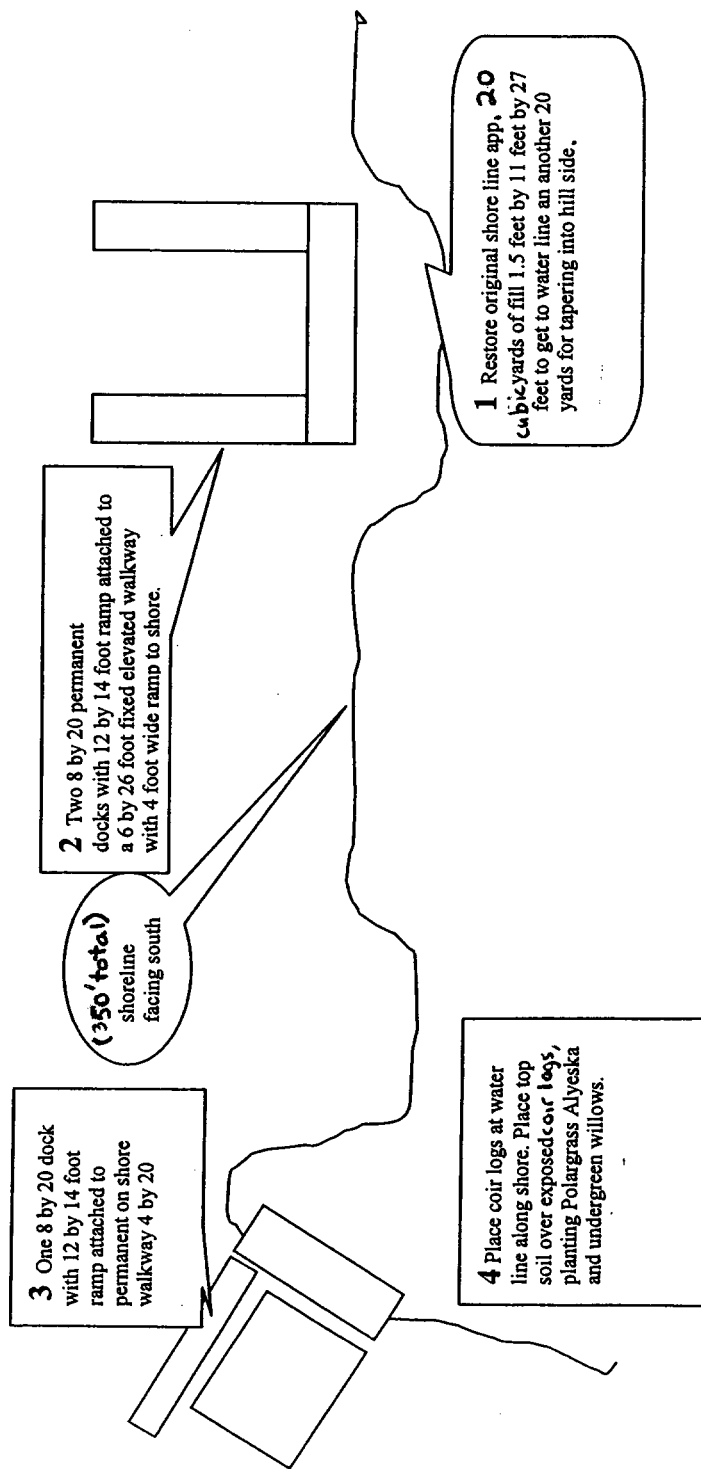 1 Restore original shore line app. 20
cubic yards of fill 1.5 feet by 11 feet by 27
feet to get to water line an another 20
yards for tapering into hill side.
2 Two 8 by 20 permanent
docks with 12 by 14 foot ramp attached to
a 6 by 26 foot fixed elevated walkway
with 4 foot wide ramp to shore.
(350' total)
shoreline
facing south
3 One 8 by 20 dock
with 12 by 14 foot
ramp attached to
permanent on shore
walkway 4 by 20
4 Place coir logs at water
line along shore. Place top
soil over exposed coir logs,
planting Polargrass Alyeska
and undergreen willows.